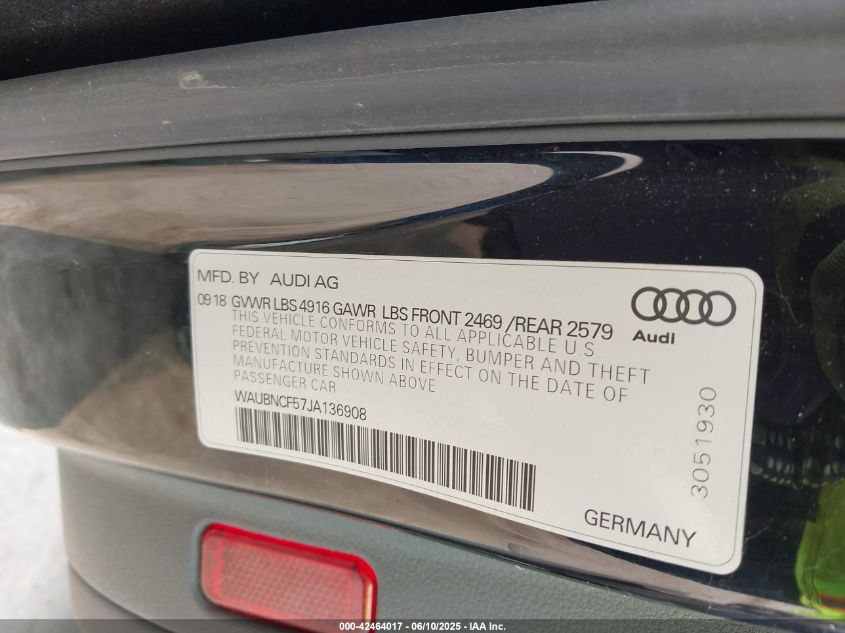 MFD. BY AUDI AG
09 18 GVWR LBS 4916 GAWR LBS FRONT 2469 /REAR 2579
THIS VEHICLE CONFORMS TO ALL APPLICABLE U.S.
FEDERAL MOTOR VEHICLE SAFETY, BUMPER AND THEFT
PREVENTION STANDARDS IN EFFECT ON THE DATE OF
MANUFACTURE SHOWN ABOVE
PASSENGER CAR
WAUBNCF57JA136908
Audi
3051930
GERMANY
000-42464017 - 06/10/2025 - IAA Inc.